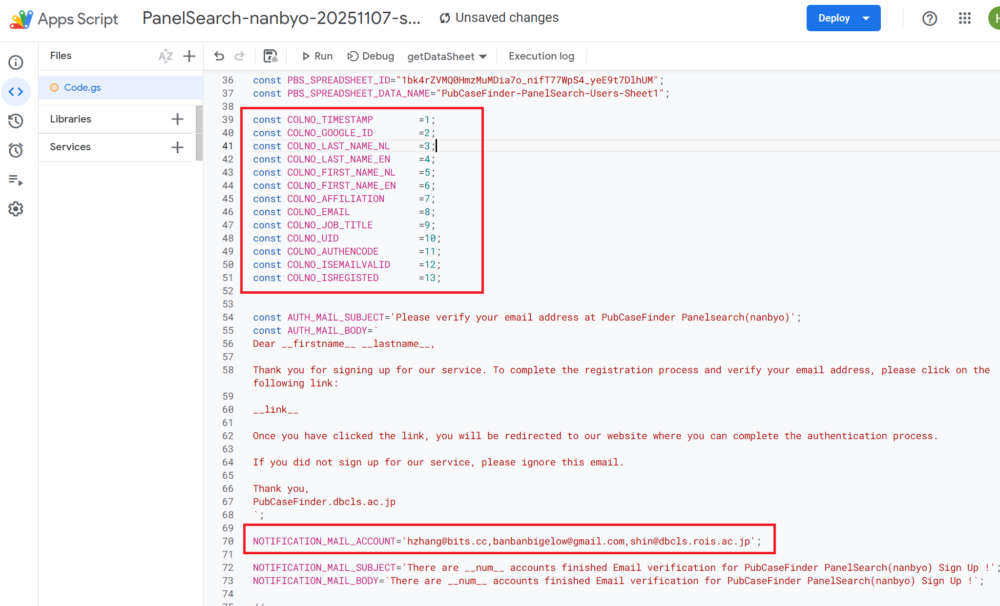 Apps Script
PanelSearch-nanbyo-20251107-s...
Unsaved changes
Deploy
H
Files
AZ
Run
Debug
getDataSheet
Execution log
Code.gs
Libraries
Services
36 const PBS_SPREADSHEET_ID="1bk4rZVMQ0HmzMuMDia7o_nifT77WpS4_yeE9t7DlhUM";
37 const PBS_SPREADSHEET_DATA_NAME="PubCaseFinder-PanelSearch-Users-Sheet1";
38
39 const COLNO_TIMESTAMP =1;
40 const COLNO_GOOGLE_ID =2;
41 const COLNO_LAST_NAME_NL =3;
42 const COLNO_LAST_NAME_EN =4;
43 const COLNO_FIRST_NAME_NL =5;
44 const COLNO_FIRST_NAME_EN =6;
45 const COLNO_AFFILIATION =7;
46 const COLNO_EMAIL =8;
47 const COLNO_JOB_TITLE =9;
48 const COLNO_UID =10;
49 const COLNO_AUTHENCODE =11;
50 const COLNO_ISEMAILVALID =12;
51 const COLNO_ISREGISTED =13;
52
53
54 const AUTH_MAIL_SUBJECT='Please verify your email address at PubCaseFinder Panelsearch(nanbyo)';
55 const AUTH_MAIL_BODY=`
56 Dear __firstname__ __lastname__,
57
58 Thank you for signing up for our service. To complete the registration process and verify your email address, please click on the
following link:
59
60 __link__
61
62 Once you have clicked the link, you will be redirected to our website where you can complete the authentication process.
63
64 If you did not sign up for our service, please ignore this email.
65
66 Thank you,
67 PubCaseFinder.dbcls.ac.jp
68 `;
69
70 NOTIFICATION_MAIL_ACCOUNT='hzhang@bits.cc,banbanbigelow@gmail.com,shin@dbcls.rois.ac.jp';
71
72 NOTIFICATION_MAIL_SUBJECT='There are __num__ accounts finished Email verification for PubCaseFinder PanelSearch(nanbyo) Sign Up !';
73 NOTIFICATION_MAIL_BODY=`There are __num__ accounts finished Email verification for PubCaseFinder PanelSearch(nanbyo) Sign Up !`;
74
75 //